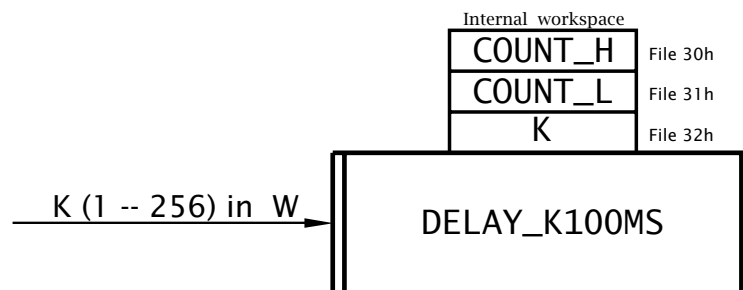 Internal workspace
COUNT_H File 30h
COUNT_L File 31h
K File 32h
K (1 -- 256) in W
DELAY_K100MS